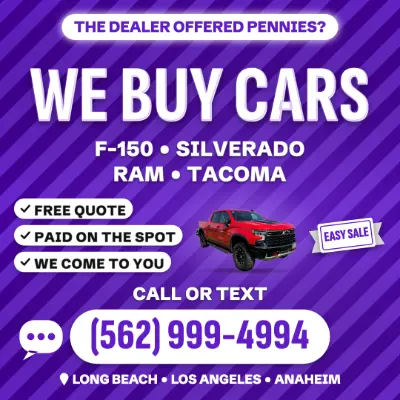 THE DEALER OFFERED PENNIES?
WE BUY CARS
F-150 • SILVERADO
RAM • TACOMA
✓ FREE QUOTE
✓ PAID ON THE SPOT
✓ WE COME TO YOU
EASY SALE
CALL OR TEXT
(562) 999-4994
LONG BEACH • LOS ANGELES • ANAHEIM